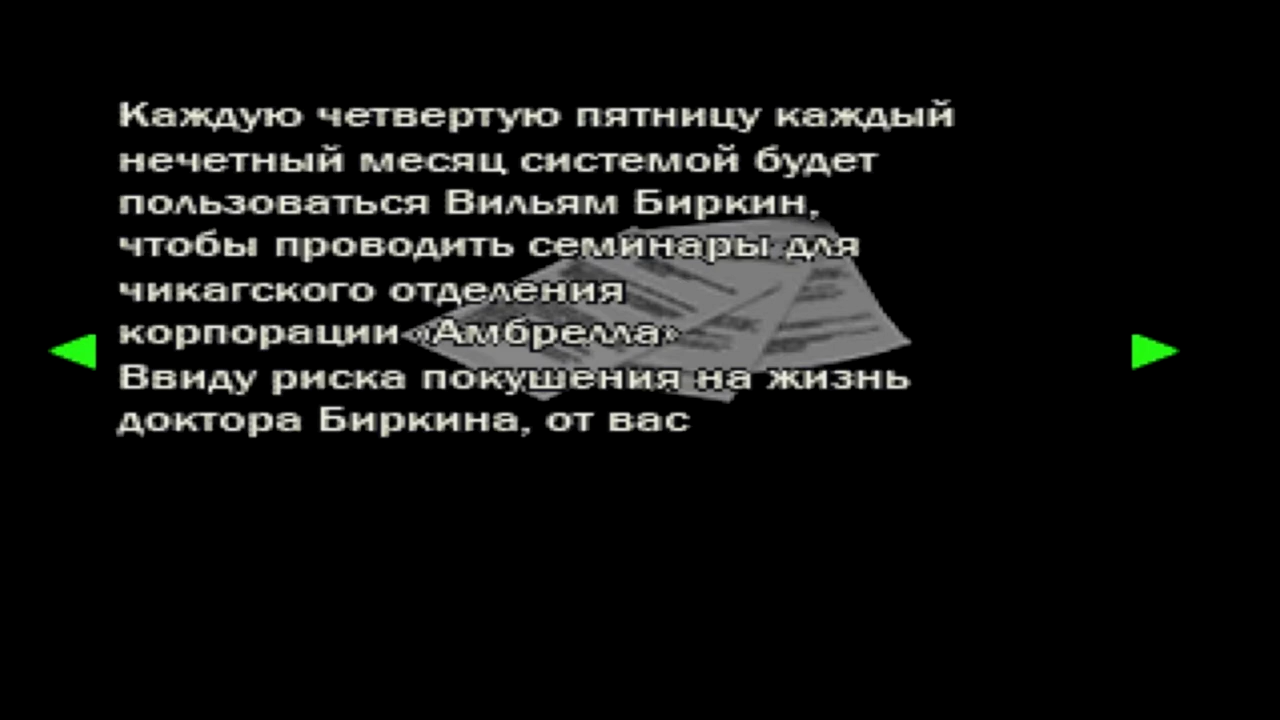 Каждую четвертую пятницу каждый
нечетный месяц системой будет
пользоваться Вильям Биркин,
чтобы проводить семинары для
чикагского отделения
корпорации «Амбрелла»
Ввиду риска покушения на жизнь
доктора Биркина, от вас